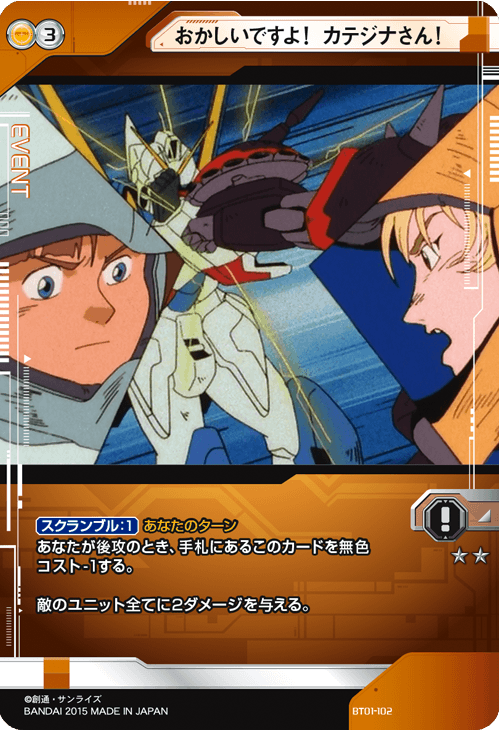 3
おかしいですよ! カテジナさん!
EVENT
スクランブル:1 あなたのターン
あなたが後攻のとき、手札にあるこのカードを無色
コスト-1する。
敵のユニット全てに2ダメージを与える。
©創通・サンライズ
BANDAI 2015 MADE IN JAPAN
BT01-102